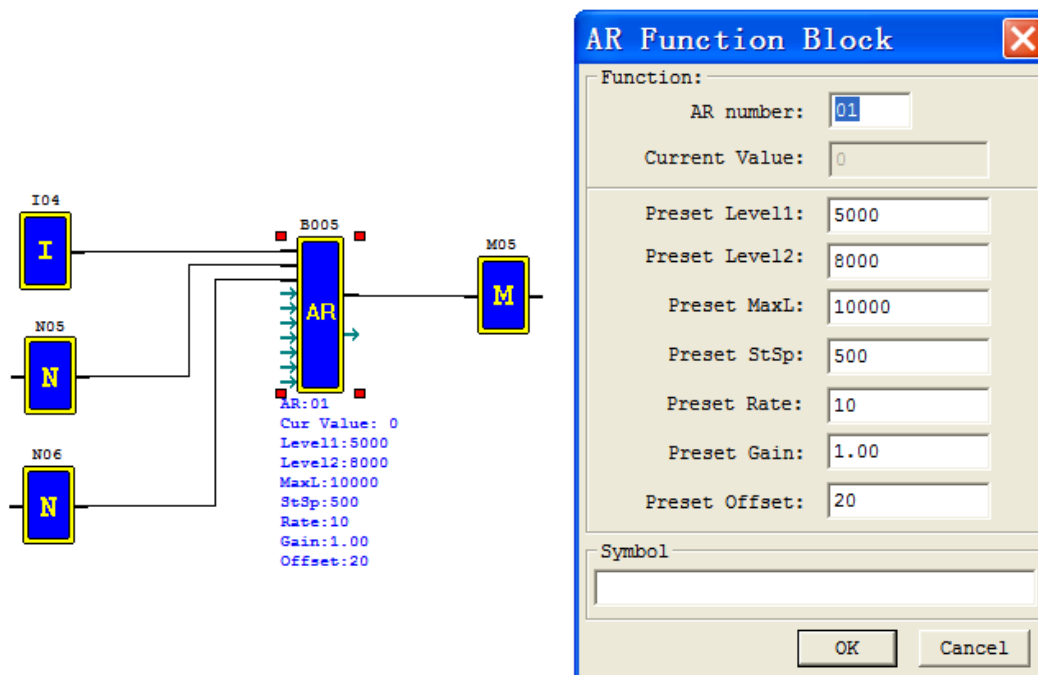 I04
I
N05
N
N06
N
B005
AR
AR:01
Cur Value: 0
Level1:5000
Level2:8000
MaxL:10000
StSp:500
Rate:10
Gain:1.00
Offset:20
M05
M
AR Function Block
Function:
AR number: 01
Current Value: 0
Preset Level1: 5000
Preset Level2: 8000
Preset MaxL: 10000
Preset StSp: 500
Preset Rate: 10
Preset Gain: 1.00
Preset Offset: 20
Symbol
OK Cancel